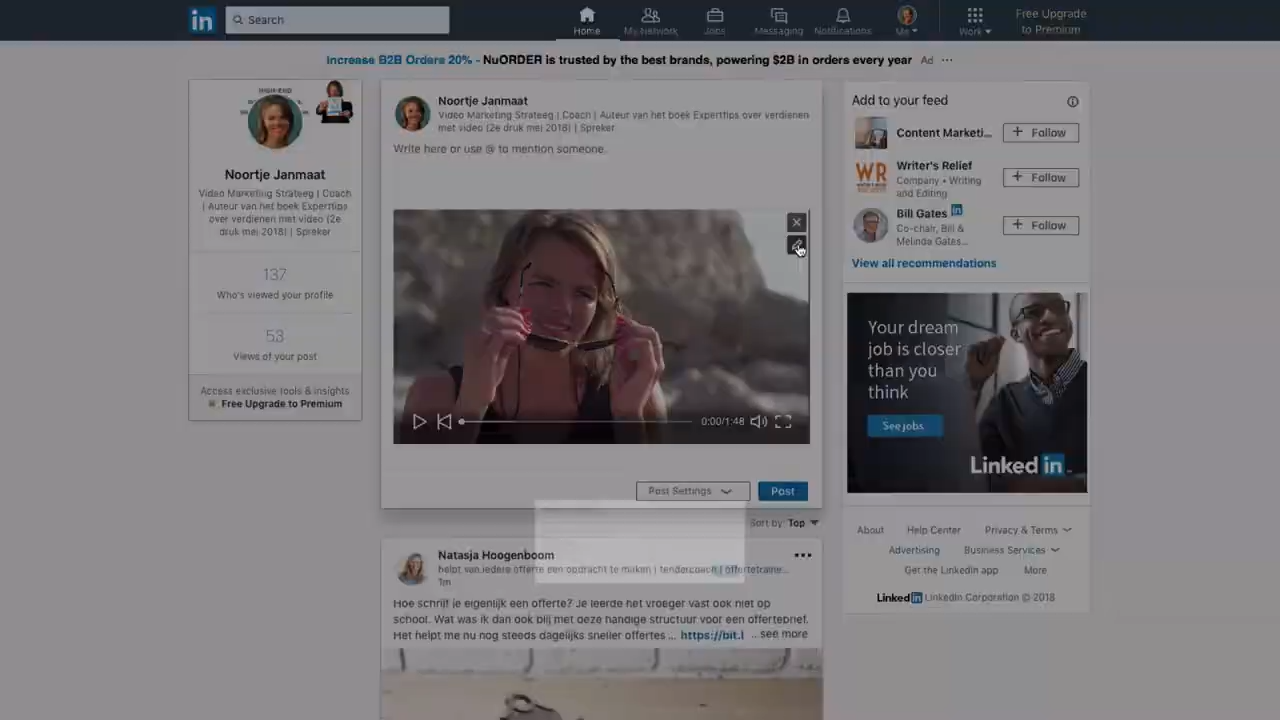 in
Search
Home
My Network
Jobs
Messaging
Notifications
Me
Work
Free Upgrade
to Premium
Increase B2B Orders 20% - NuORDER is trusted by the best brands, powering $2B in orders every year Ad
Noortje Janmaat
Video Marketing Strateeg | Coach
| Auteur van het boek Experttips
over verdienen met video (2e
druk mei 2018) | Spreker
137
Who's viewed your profile
53
Views of your post
Access exclusive tools & insights
Free Upgrade to Premium
Noortje Janmaat
Video Marketing Strateeg | Coach | Auteur van het boek Experttips over verdienen
met video (2e druk mei 2018) | Spreker
Write here or use @ to mention someone.
0:00/1:48
Post Settings
Post
Sort by: Top
Natasja Hoogenboom
helpt van iedere offerte een opdracht te maken | tendercoach | offertetraine...
1m
Hoe schrijf je eigenlijk een offerte? Je leerde het vroeger vast ook niet op
school. Wat was ik dan ook blij met deze handige structuur voor een offertebrief.
Het helpt me nu nog steeds dagelijks sneller offertes ... https://bit.l ...see more
Add to your feed
Content Marketi...
+ Follow
WR
Writer's Relief
Company • Writing
and Editing
+ Follow
Bill Gates in
Co-chair, Bill &
Melinda Gates...
+ Follow
View all recommendations
Your dream
job is closer
than you
think
See jobs
Linked in
About Help Center Privacy & Terms
Advertising Business Services
Get the LinkedIn app More
Linked in LinkedIn Corporation © 2018